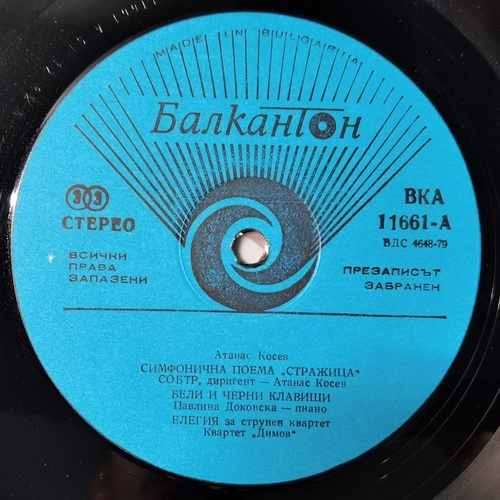 MADE IN BULGARIA
БалканТон
33
СТЕРЕО
ВКА
11661-А
БДС 4648-79
ВСИЧКИ
ПРАВА
ЗАПАЗЕНИ
ПРЕЗАПИСЪТ
ЗАБРАНЕН
Атанас Косев
СИМФОНИЧНА ПОЕМА „СТРАЖИЦА“
СОБТР, диригент — Атанас Косев
БЕЛИ И ЧЕРНИ КЛАВИШИ
Павлина Доковска — пиано
ЕЛЕГИЯ за струнен квартет
Квартет „Димов“